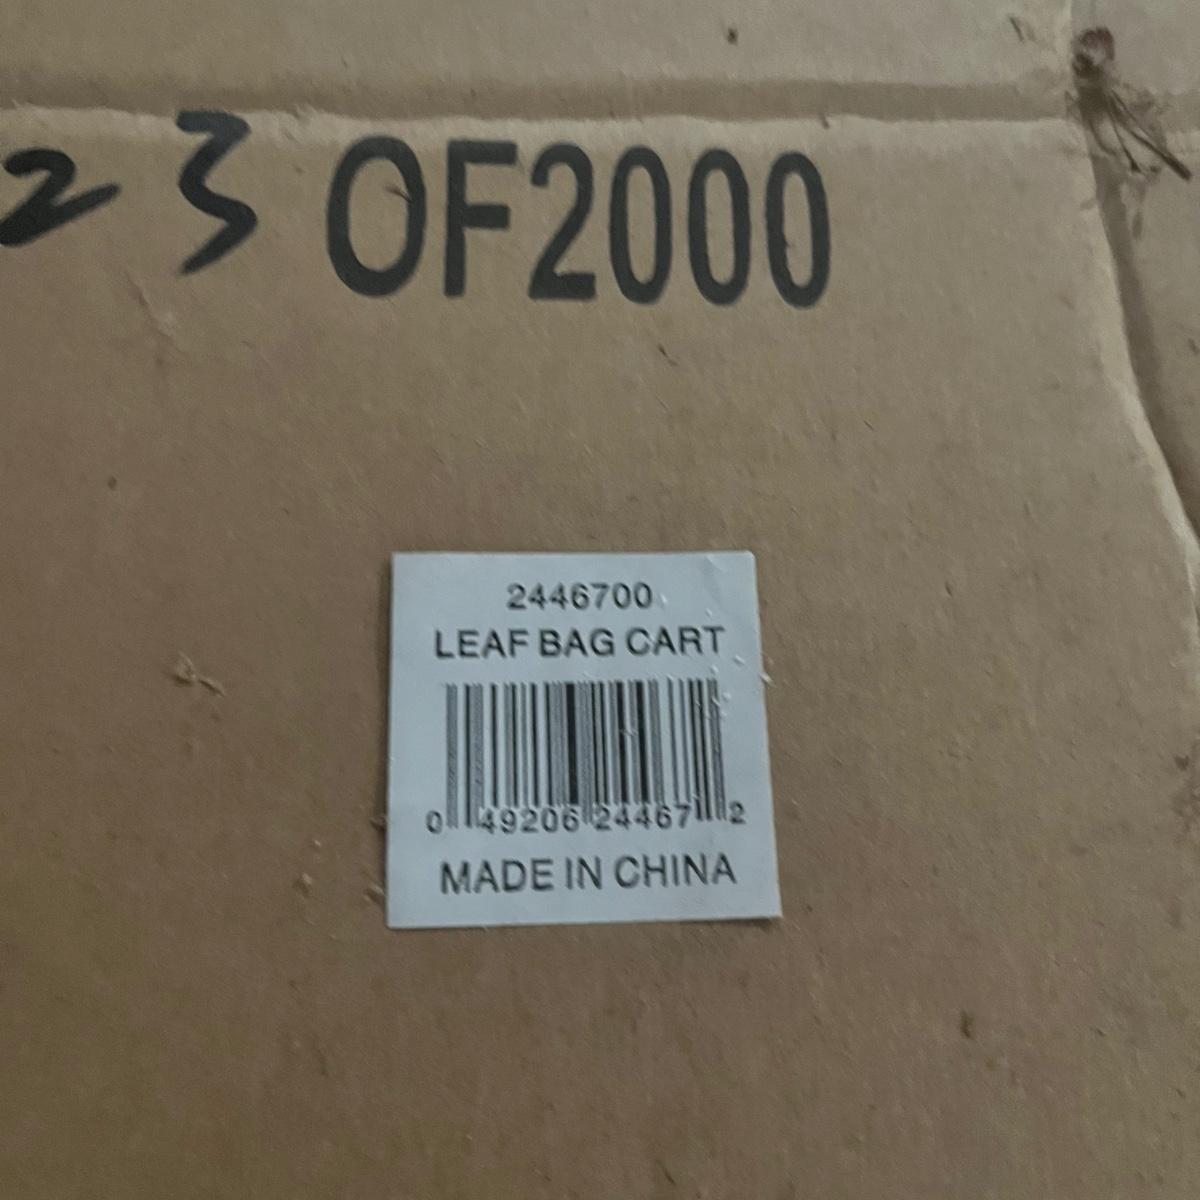 23 OF2000
2446700
LEAF BAG CART
0 49206 24467 2
MADE IN CHINA